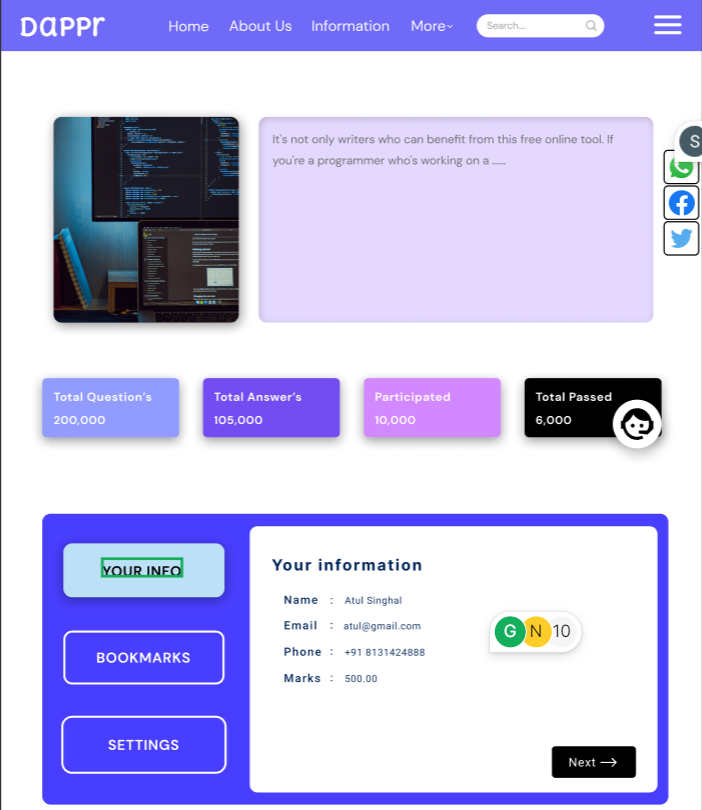 DAPPR
Home About Us Information More
Search....
S
It's not only writers who can benefit from this free online tool. If
you're a programmer who's working on a ......
Total Question's
200,000
Total Answer's
105,000
Participated
10,000
Total Passed
6,000
YOUR INFO
BOOKMARKS
SETTINGS
Your information
Name : Atul Singhal
Email : atul@gmail.com
Phone : +91 8131424888
Marks : 500.00
G N 10
Next